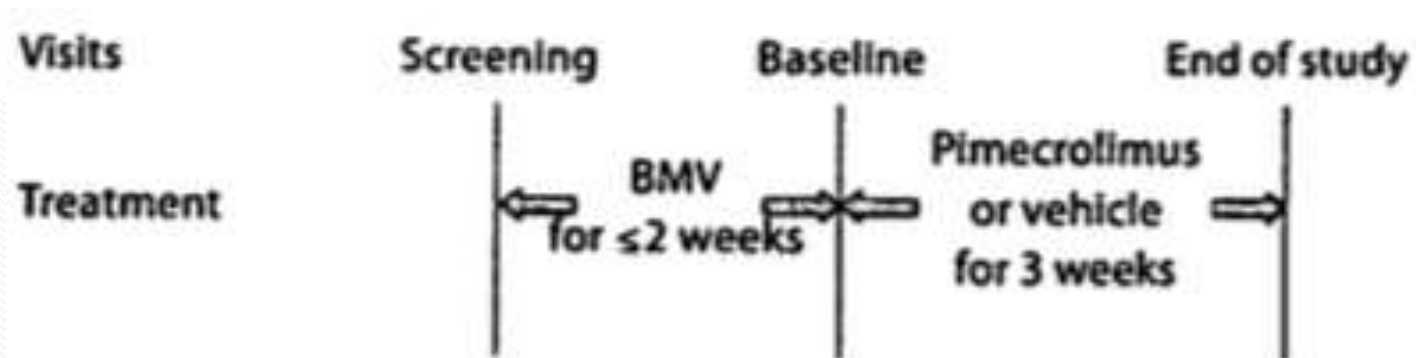 Visits Screening Baseline End of study
Treatment
BMV
for ≤2 weeks
Pimecrolimus
or vehicle
for 3 weeks